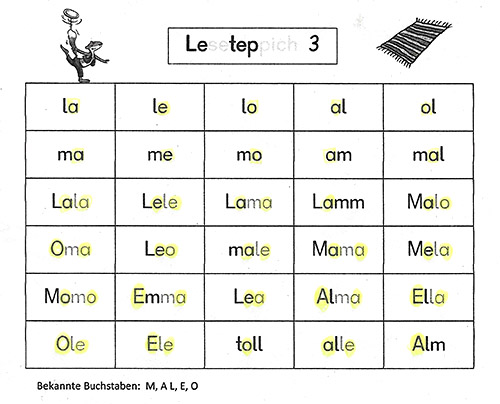 Leseteppich 3
la le lo al ol
ma me mo am mal
Lala Lele Lama Lamm Malo
Oma Leo male Mama Mela
Momo Emma Lea Alma Ella
Ole Ele toll alle Alm
Bekannte Buchstaben: M, A L, E, O